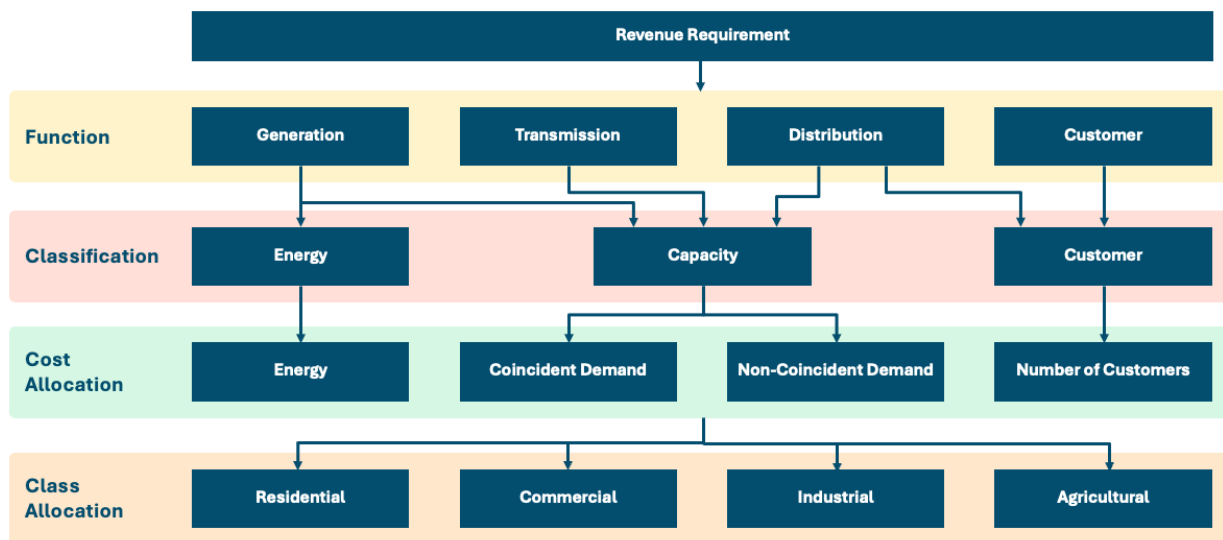 Revenue Requirement
Function
Generation
Transmission
Distribution
Customer
Classification
Energy
Capacity
Customer
Cost
Allocation
Energy
Coincident Demand
Non-Coincident Demand
Number of Customers
Class
Allocation
Residential
Commercial
Industrial
Agricultural